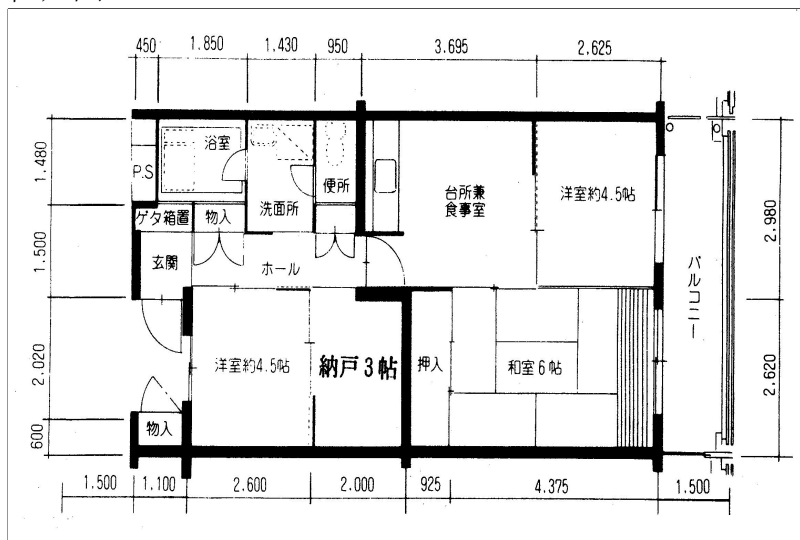 450
1.850
1.430
950
3.695
2.625
1.480
1.500
2.020
600
P.S
浴室
洗面所
便所
台所兼
食事室
洋室約4.5帖
ゲタ箱置
物入
玄関
ホール
洋室約4.5帖
納戸3帖
押入
和室6帖
物入
バルコニー
2.980
2.620
1.500
1.100
2.600
2.000
925
4.375
1.500